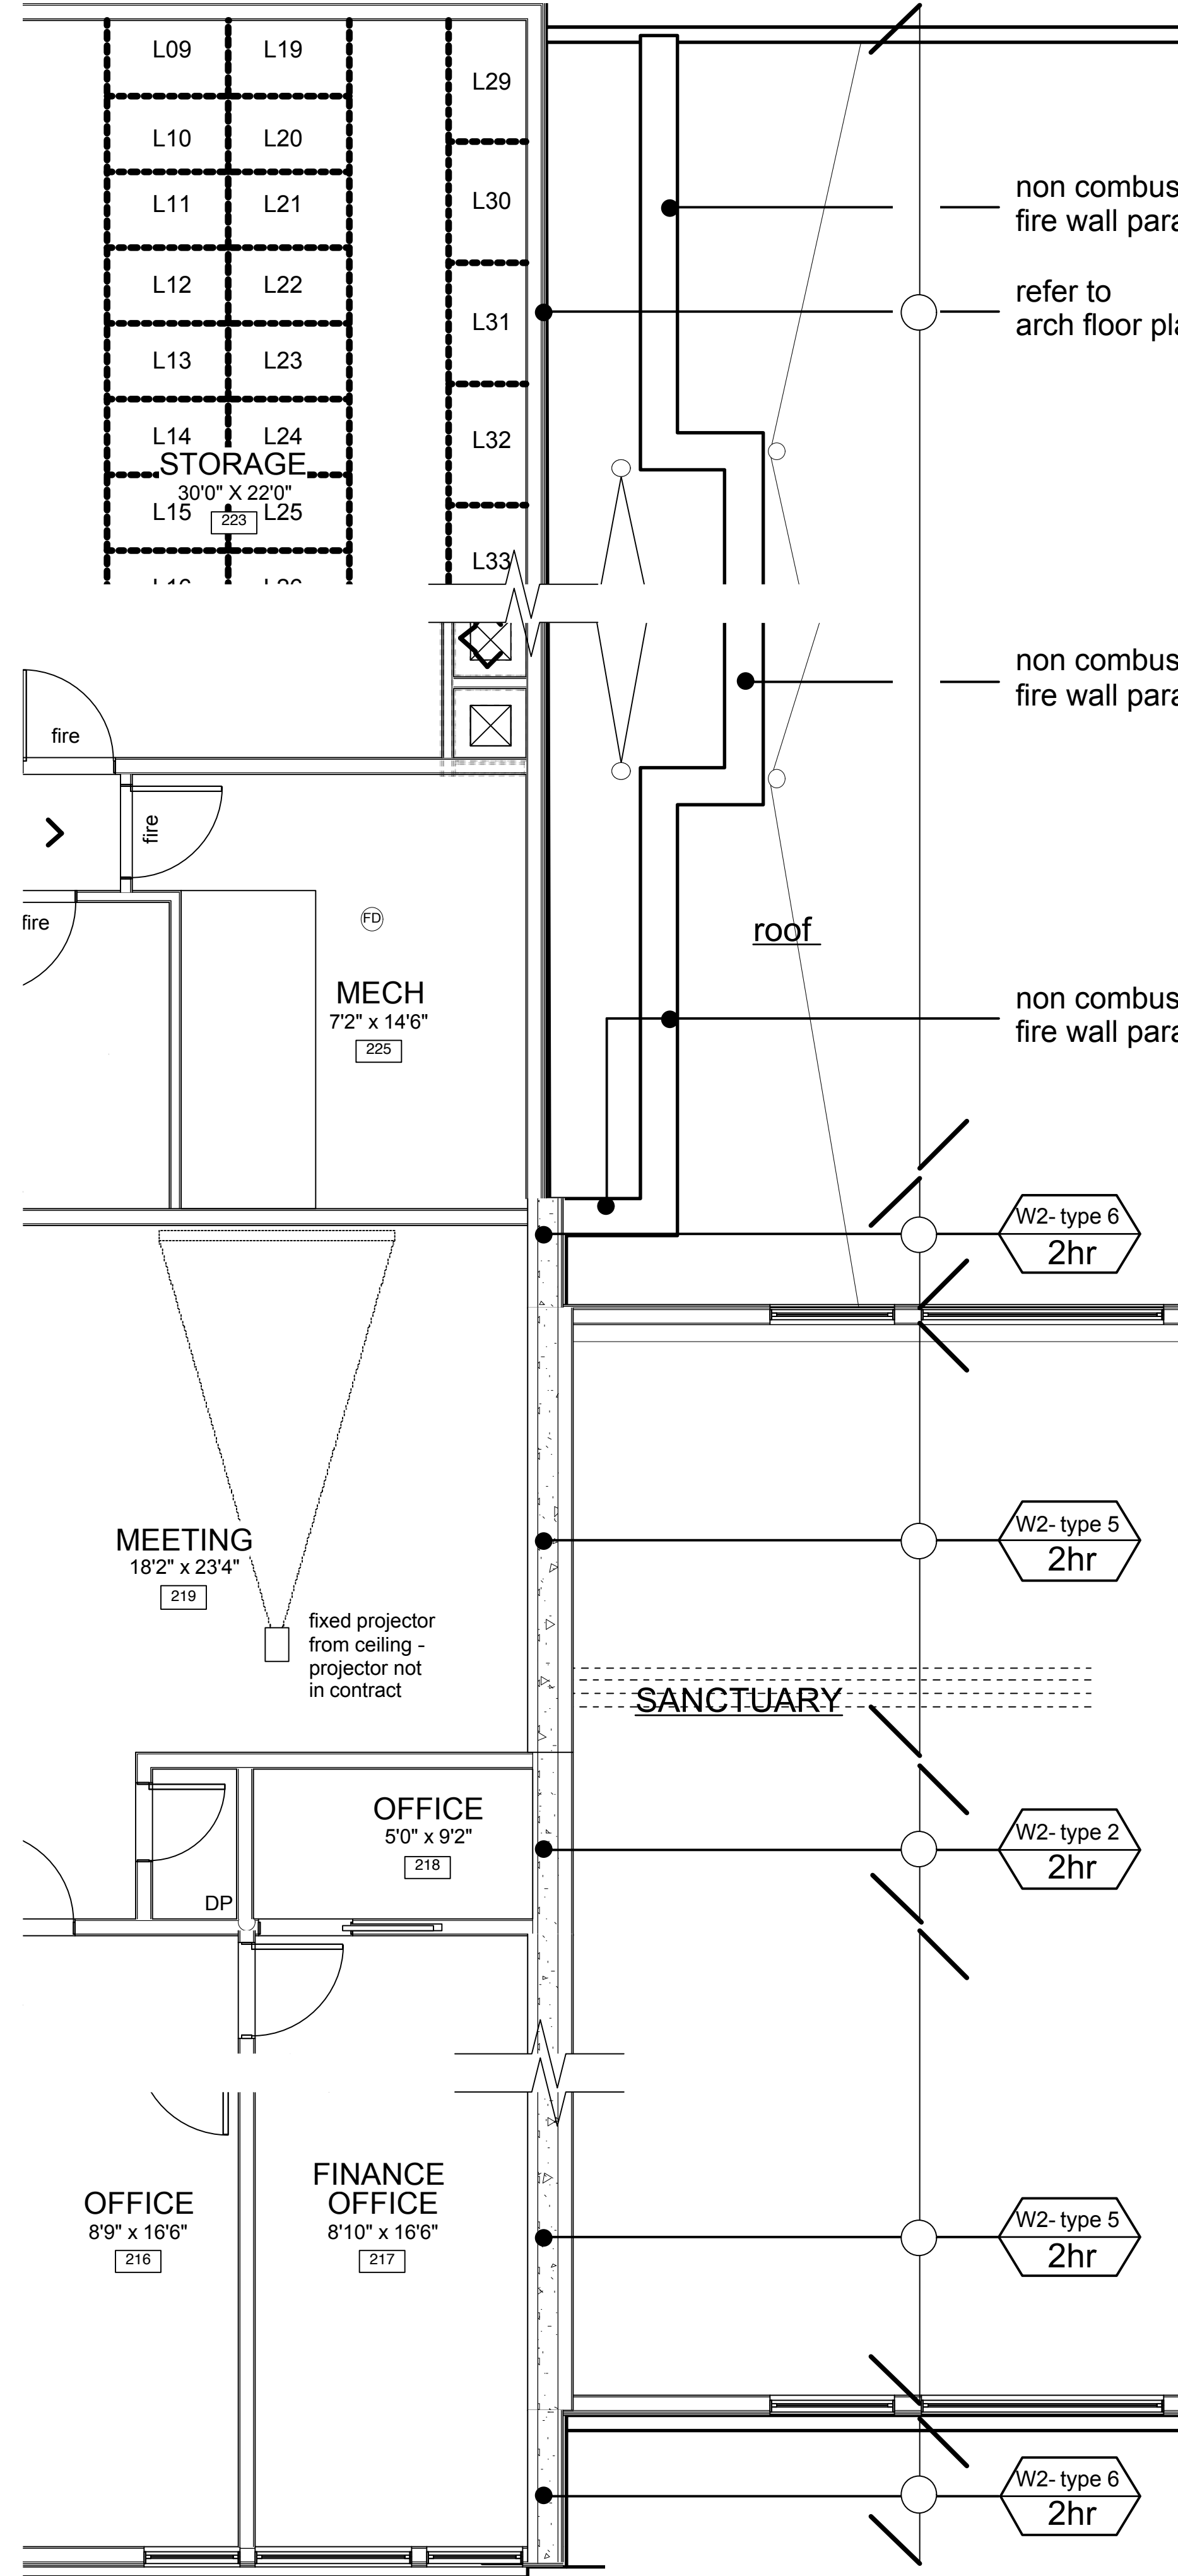 L09
L19
L29
L10
L20
L11
L21
L30
L12
L22
L31
L13
L23
L14
L24
L32
STORAGE
30'0" X 22'0"
L15
223
L25
L33
non combus
fire wall para
refer to
arch floor pla
non combus
fire wall para
fire
fire
fire
FD
MECH
7'2" x 14'6"
225
roof
non combus
fire wall para
W2- type 6
2hr
W2- type 5
2hr
MEETING
18'2" x 23'4"
219
fixed projector
from ceiling -
projector not
in contract
SANCTUARY
OFFICE
5'0" x 9'2"
218
DP
W2- type 2
2hr
OFFICE
8'9" x 16'6"
216
FINANCE
OFFICE
8'10" x 16'6"
217
W2- type 5
2hr
W2- type 6
2hr